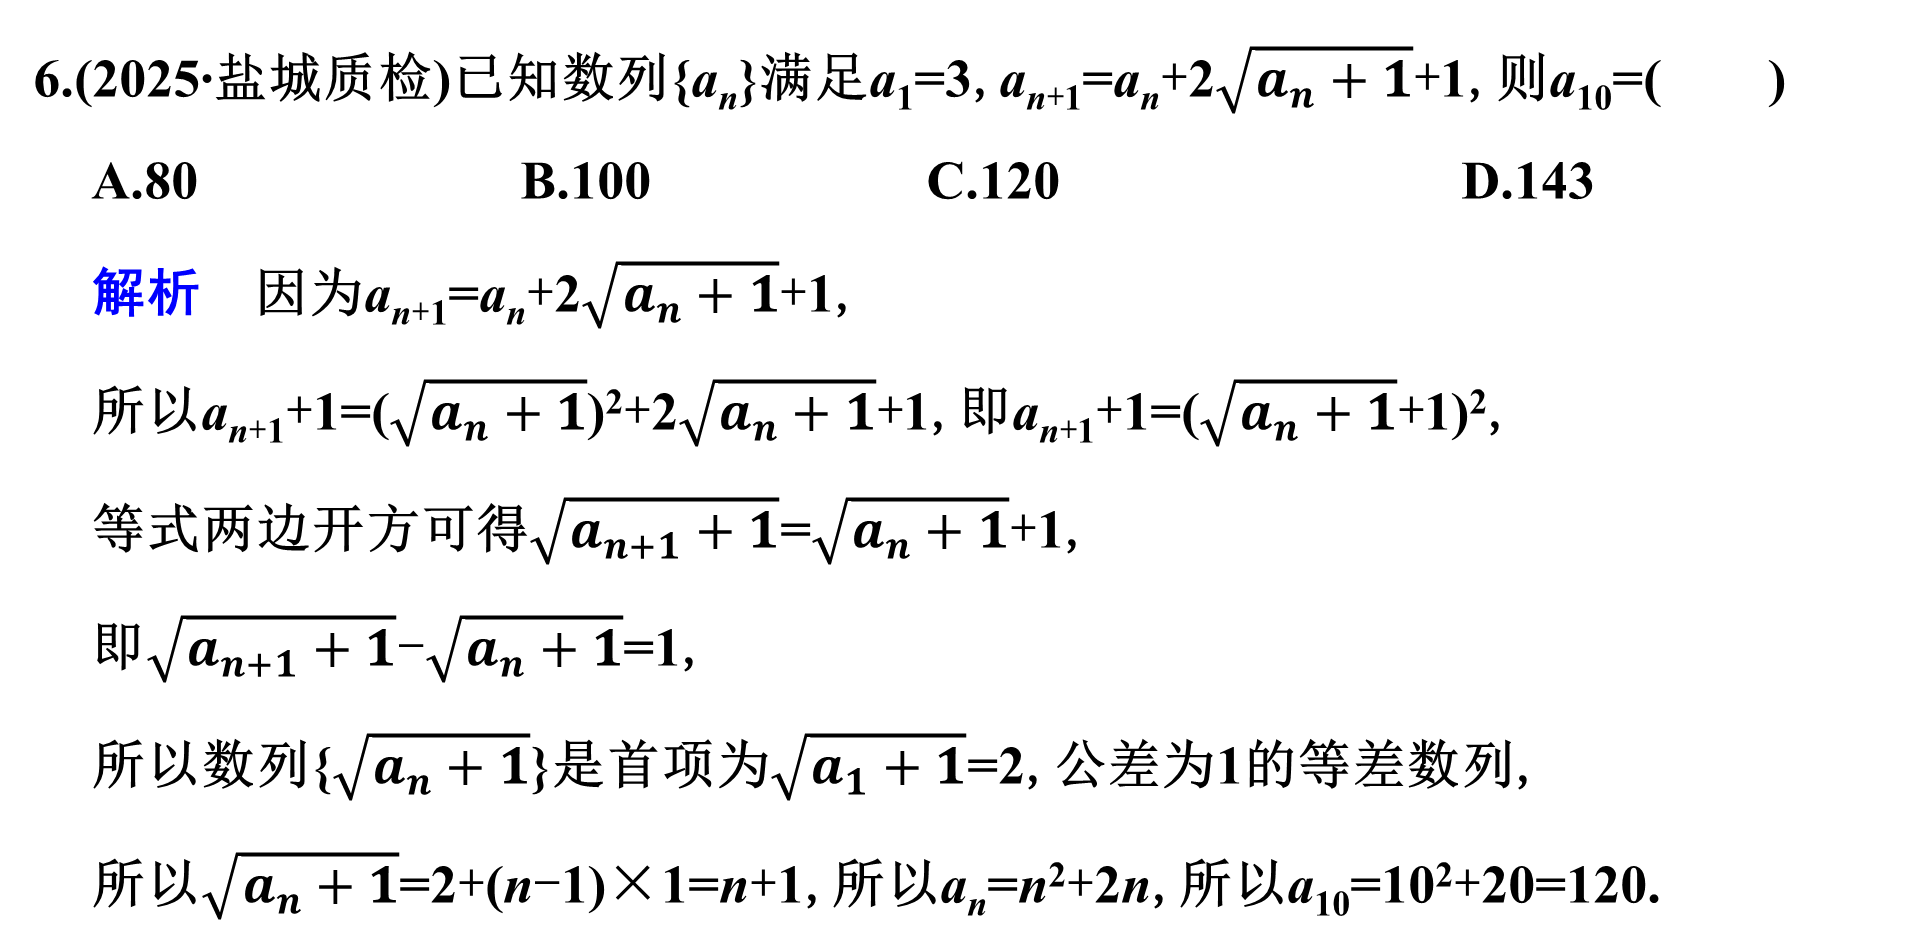 6.(2025·盐城质检)已知数列{aₙ}满足a₁=3, aₙ₊₁=aₙ+2√(aₙ + 1)+1, 则a₁₀=(　　)
A.80 B.100 C.120 D.143
解析 因为aₙ₊₁=aₙ+2√(aₙ + 1)+1,
所以aₙ₊₁+1=(√(aₙ + 1))²+2√(aₙ + 1)+1, 即aₙ₊₁+1=(√(aₙ + 1)+1)²,
等式两边开方可得√(aₙ₊₁ + 1)=√(aₙ + 1)+1,
即√(aₙ₊₁ + 1)−√(aₙ + 1)=1,
所以数列{√(aₙ + 1)}是首项为√(a₁ + 1)=2, 公差为1的等差数列,
所以√(aₙ + 1)=2+(n−1)×1=n+1, 所以aₙ=n²+2n, 所以a₁₀=10²+20=120.